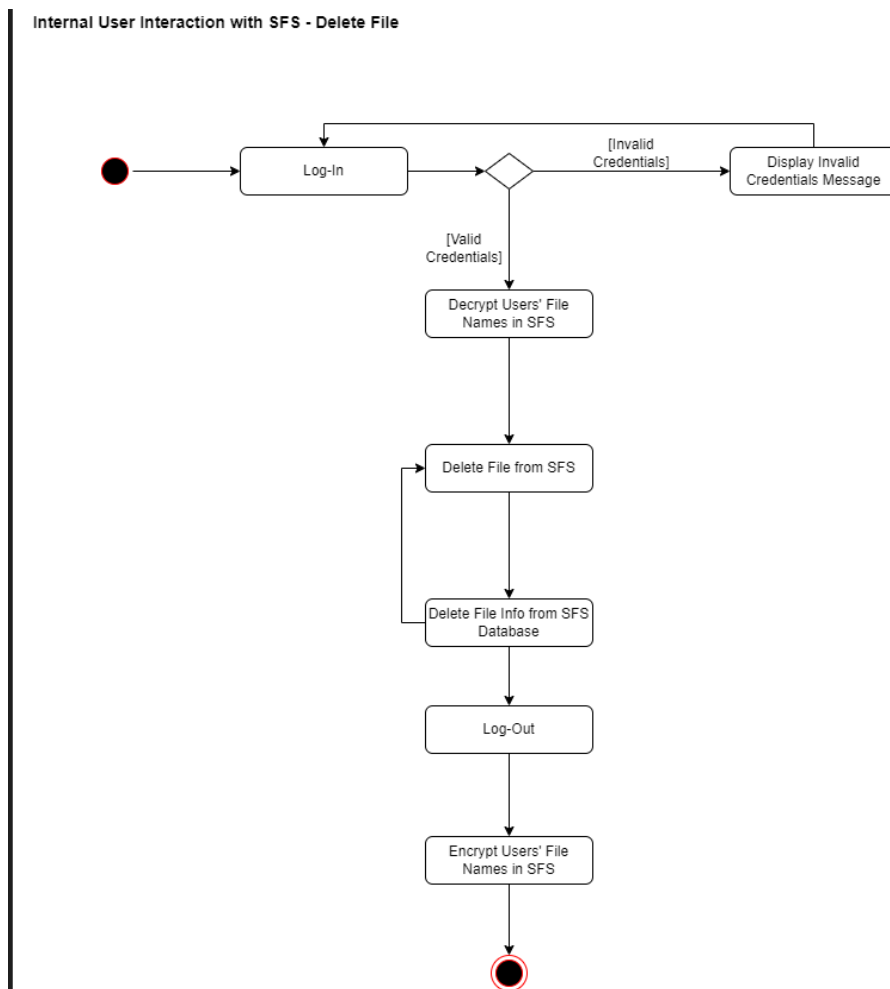 Internal User Interaction with SFS - Delete File
Log-In
[Invalid
Credentials]
Display Invalid
Credentials Message
[Valid
Credentials]
Decrypt Users' File
Names in SFS
Delete File from SFS
Delete File Info from SFS
Database
Log-Out
Encrypt Users' File
Names in SFS